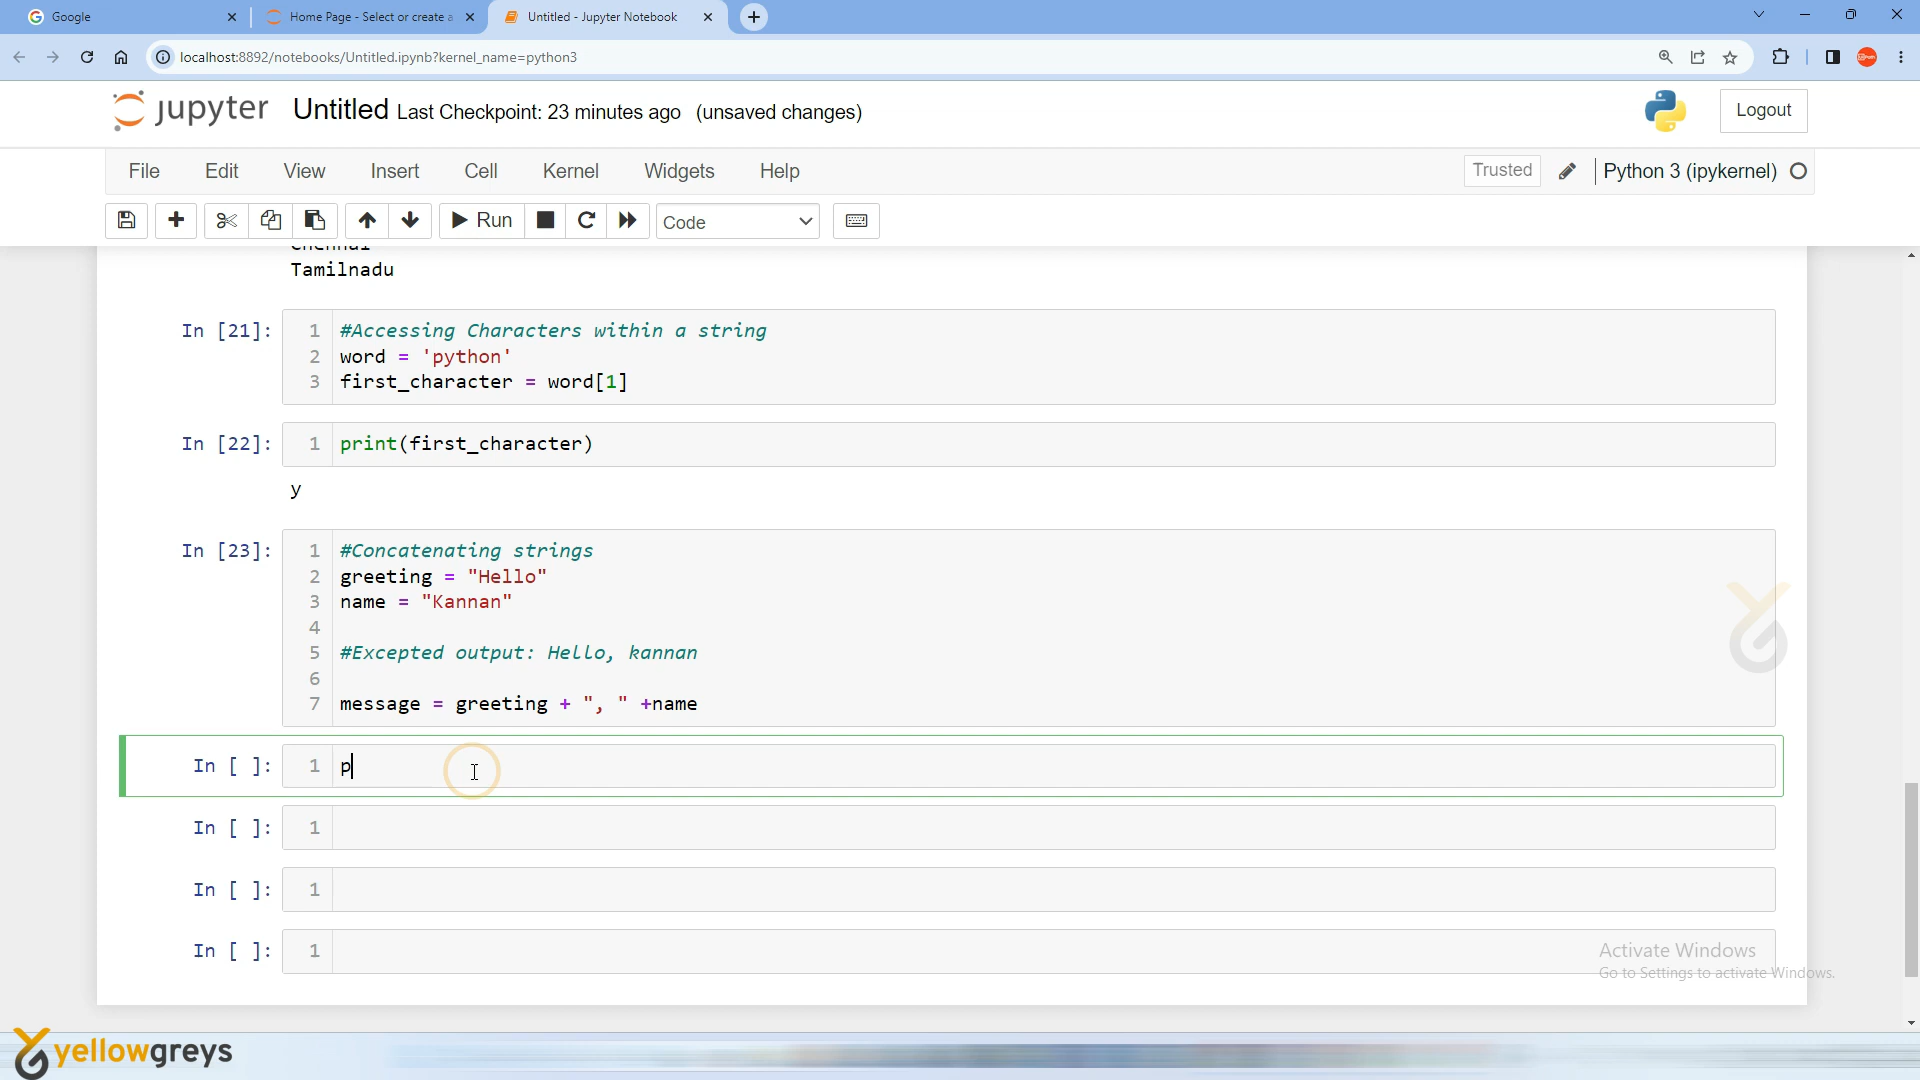 Google
Home Page - Select or create a
Untitled - Jupyter Notebook
localhost:8892/notebooks/Untitled.ipynb?kernel_name=python3
jupyter Untitled Last Checkpoint: 23 minutes ago (unsaved changes)
Logout
File Edit View Insert Cell Kernel Widgets Help
Trusted Python 3 (ipykernel)
Run Code
Tamilnadu
In [21]:
1 #Accessing Characters within a string
2 word = 'python'
3 first_character = word[1]
In [22]: 1 print(first_character)
y
In [23]:
1 #Concatenating strings
2 greeting = "Hello"
3 name = "Kannan"
4
5 #Excepted output: Hello, kannan
6
7 message = greeting + ", " +name
In [ ]: 1 p
In [ ]: 1
In [ ]: 1
In [ ]: 1
Activate Windows
Go to Settings to activate Windows.
yellowgreys